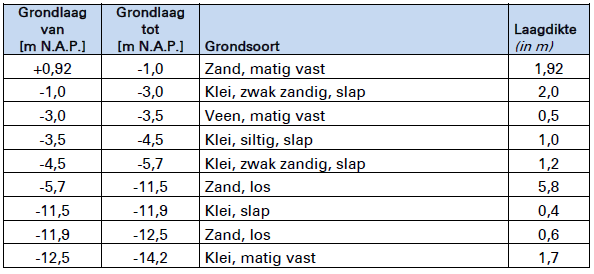 Grondlaag van [m N.A.P.] Grondlaag tot [m N.A.P.] Grondsoort Laagdikte (in m)
+0,92 -1,0 Zand, matig vast 1,92
-1,0 -3,0 Klei, zwak zandig, slap 2,0
-3,0 -3,5 Veen, matig vast 0,5
-3,5 -4,5 Klei, siltig, slap 1,0
-4,5 -5,7 Klei, zwak zandig, slap 1,2
-5,7 -11,5 Zand, los 5,8
-11,5 -11,9 Klei, slap 0,4
-11,9 -12,5 Zand, los 0,6
-12,5 -14,2 Klei, matig vast 1,7